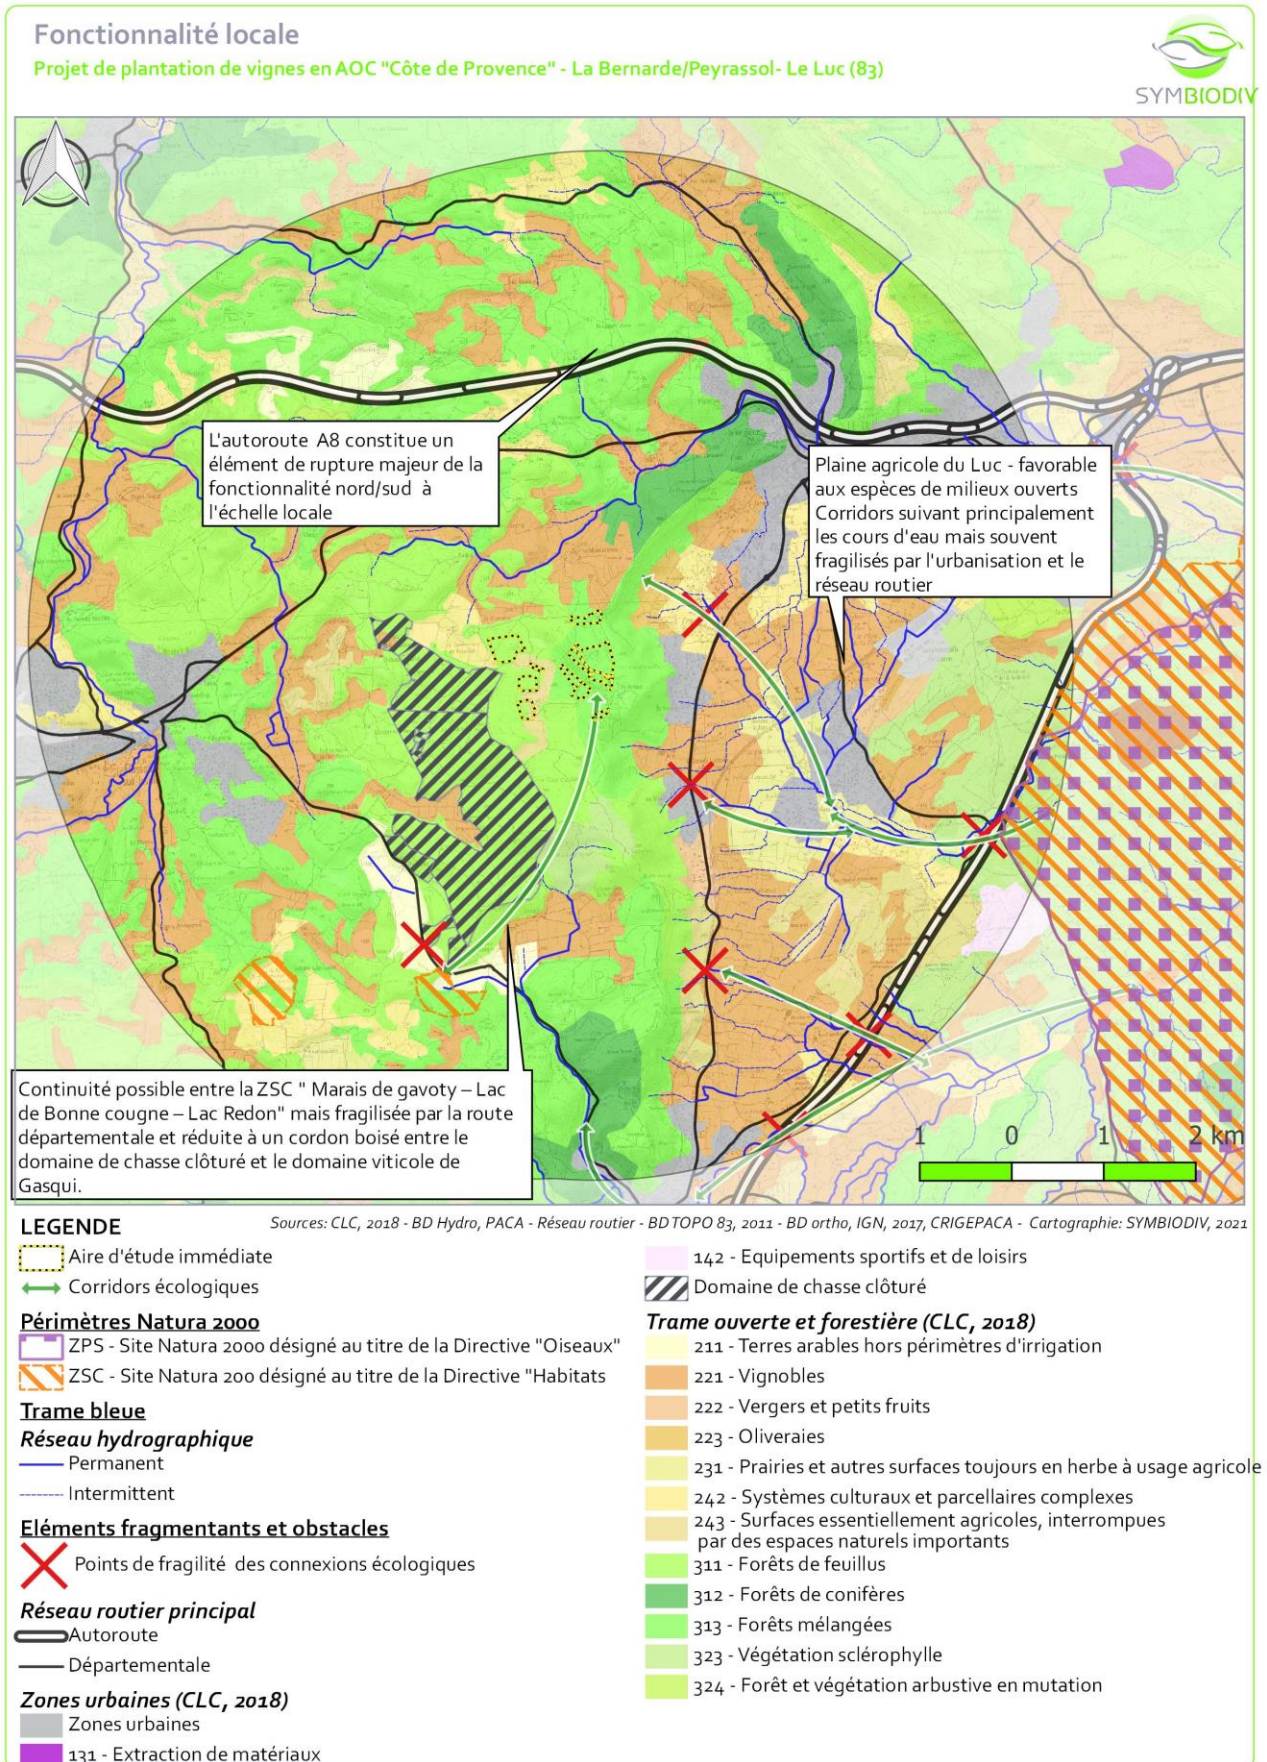 Fonctionnalité locale
Projet de plantation de vignes en AOC "Côte de Provence" - La Bernarde/Peyrassol- Le Luc (83)
SYMBIODIV
L'autoroute A8 constitue un
élément de rupture majeur de la
fonctionnalité nord/sud à
l'échelle locale
Plaine agricole du Luc - favorable
aux espèces de milieux ouverts
Corridors suivant principalement
les cours d'eau mais souvent
fragilisés par l'urbanisation et le
réseau routier
Continuité possible entre la ZSC " Marais de gavoty – Lac
de Bonne cougne – Lac Redon" mais fragilisée par la route
départementale et réduite à un cordon boisé entre le
domaine de chasse clôturé et le domaine viticole de
Gasqui.
1 0 1 2 km
LEGENDE
Sources: CLC, 2018 - BD Hydro, PACA - Réseau routier - BD TOPO 83, 2011 - BD ortho, IGN, 2017, CRIGEPACA - Cartographie: SYMBIODIV, 2021
Aire d'étude immédiate
Corridors écologiques
Périmètres Natura 2000
ZPS - Site Natura 2000 désigné au titre de la Directive "Oiseaux"
ZSC - Site Natura 200 désigné au titre de la Directive "Habitats
Trame bleue
Réseau hydrographique
Permanent
Intermittent
Eléments fragmentants et obstacles
Points de fragilité des connexions écologiques
Réseau routier principal
Autoroute
Départementale
Zones urbaines (CLC, 2018)
Zones urbaines
131 - Extraction de matériaux
142 - Equipements sportifs et de loisirs
Domaine de chasse clôturé
Trame ouverte et forestière (CLC, 2018)
211 - Terres arables hors périmètres d'irrigation
221 - Vignobles
222 - Vergers et petits fruits
223 - Oliveraies
231 - Prairies et autres surfaces toujours en herbe à usage agricole
242 - Systèmes culturaux et parcellaires complexes
243 - Surfaces essentiellement agricoles, interrompues
par des espaces naturels importants
311 - Forêts de feuillus
312 - Forêts de conifères
313 - Forêts mélangées
323 - Végétation sclérophylle
324 - Forêt et végétation arbustive en mutation